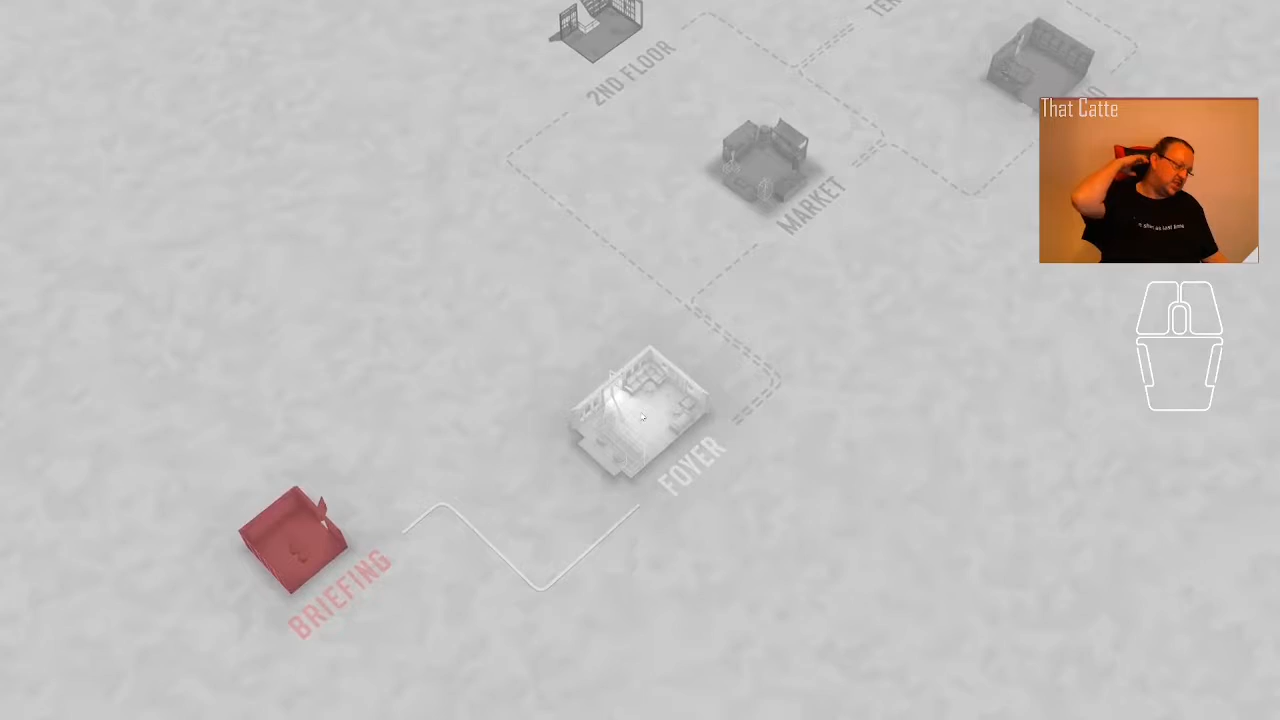 2ND FLOOR
That Catte
MARKET
FOYER
BRIEFING